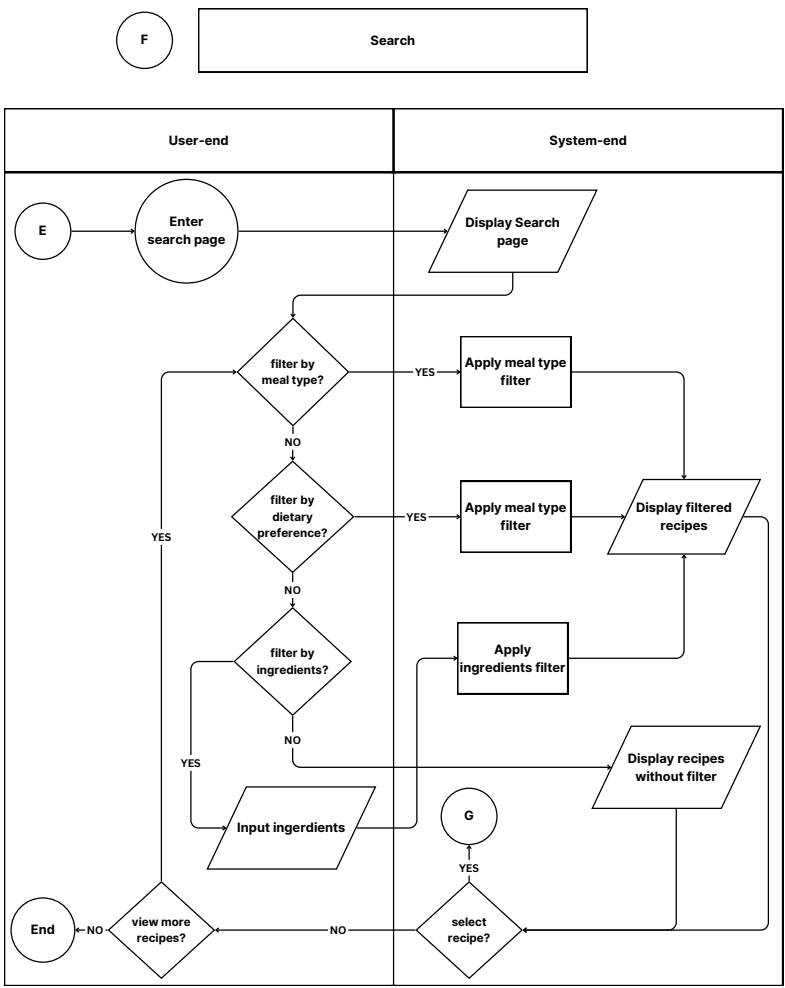 F
Search
User-end
System-end
E
Enter
search page
Display Search
page
filter by
meal type?
YES
Apply meal type
filter
NO
filter by
dietary
preference?
YES
Apply meal type
filter
Display filtered
recipes
YES
NO
filter by
ingredients?
Apply
ingredients filter
NO
YES
Display recipes
without filter
Input ingerdients
G
YES
End
NO
view more
recipes?
NO
select
recipe?